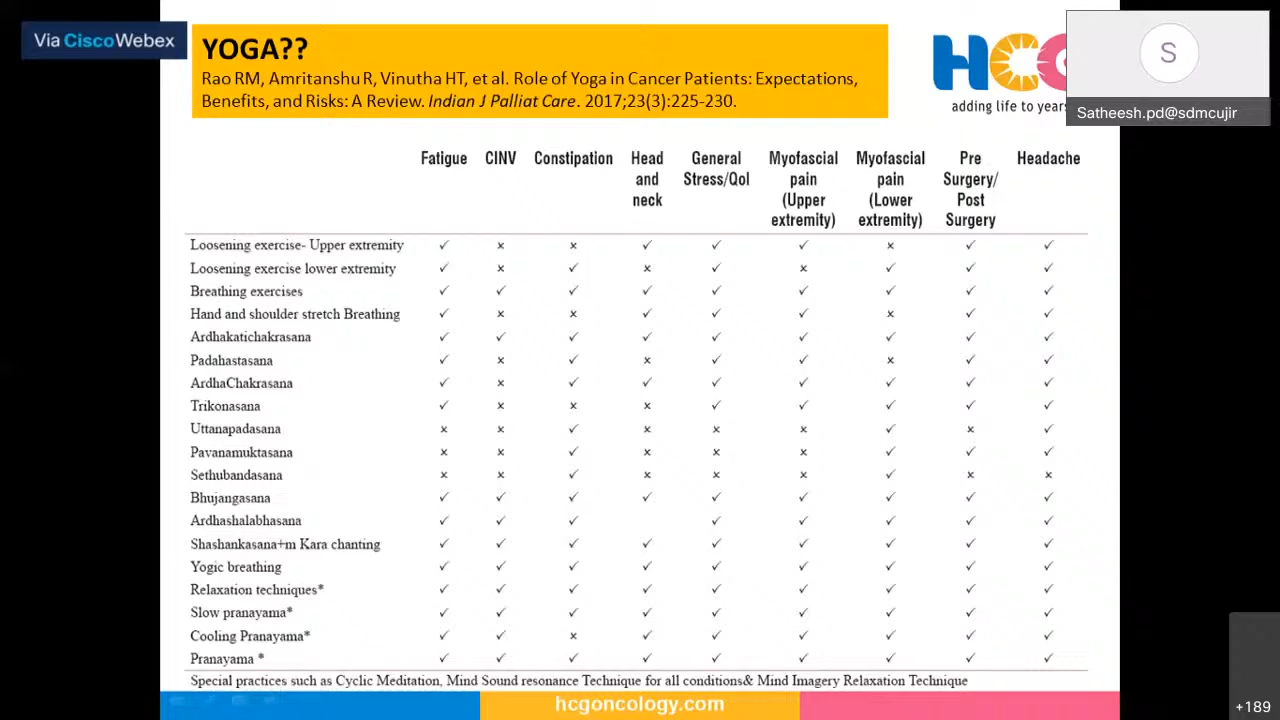 Via CiscoWebex
YOGA??
Rao RM, Amritanshu R, Vinutha HT, et al. Role of Yoga in Cancer Patients: Expectations,
Benefits, and Risks: A Review. Indian J Palliat Care. 2017;23(3):225-230.
HCG
adding life to years
S
Satheesh.pd@sdmcujir
Fatigue CINV Constipation Head and neck General Stress/Qol Myofascial pain (Upper extremity) Myofascial pain (Lower extremity) Pre Surgery/ Post Surgery Headache
Loosening exercise- Upper extremity ✓ × × ✓ ✓ ✓ × ✓ ✓
Loosening exercise lower extremity ✓ × ✓ × ✓ × ✓ ✓ ✓
Breathing exercises ✓ ✓ ✓ ✓ ✓ ✓ ✓ ✓ ✓
Hand and shoulder stretch Breathing ✓ × × ✓ ✓ ✓ × ✓ ✓
Ardhakatichakrasana ✓ ✓ ✓ ✓ ✓ ✓ ✓ ✓ ✓
Padahastasana ✓ × ✓ × ✓ ✓ × ✓ ✓
ArdhaChakrasana ✓ × ✓ ✓ ✓ ✓ ✓ ✓ ✓
Trikonasana ✓ × × × ✓ ✓ ✓ ✓ ✓
Uttanapadasana × × ✓ × × × ✓ × ✓
Pavanamuktasana × × ✓ × × × ✓ ✓ ✓
Sethubandasana × × ✓ × × × ✓ × ×
Bhujangasana ✓ ✓ ✓ ✓ ✓ ✓ ✓ ✓ ✓
Ardhashalabhasana ✓ ✓ ✓ ✓ ✓ ✓ ✓ ✓
Shashankasana+m Kara chanting ✓ ✓ ✓ ✓ ✓ ✓ ✓ ✓ ✓
Yogic breathing ✓ ✓ ✓ ✓ ✓ ✓ ✓ ✓ ✓
Relaxation techniques* ✓ ✓ ✓ ✓ ✓ ✓ ✓ ✓ ✓
Slow pranayama* ✓ ✓ ✓ ✓ ✓ ✓ ✓ ✓ ✓
Cooling Pranayama* ✓ ✓ × ✓ ✓ ✓ ✓ ✓ ✓
Pranayama * ✓ ✓ ✓ ✓ ✓ ✓ ✓ ✓ ✓
Special practices such as Cyclic Meditation, Mind Sound resonance Technique for all conditions& Mind Imagery Relaxation Technique
hcgoncology.com
+189